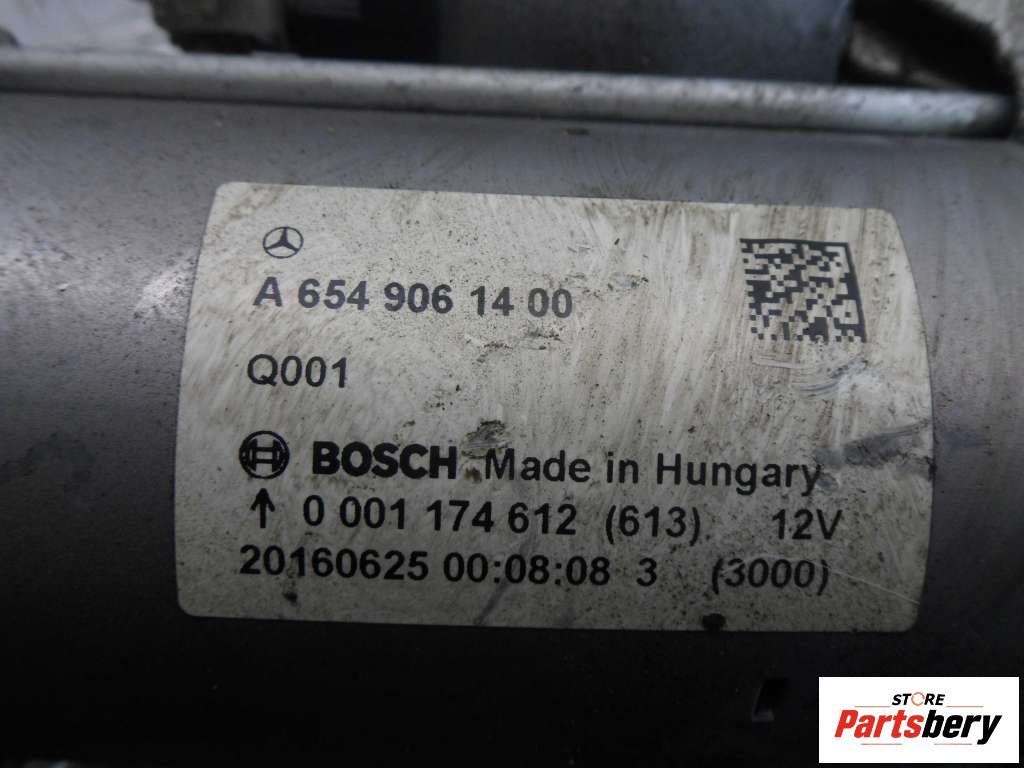 A 654 906 14 00
Q001
BOSCH Made in Hungary
↑ 0 001 174 612 (613) 12V
20160625 00:08:08 3 (3000)
STORE
Partsbery